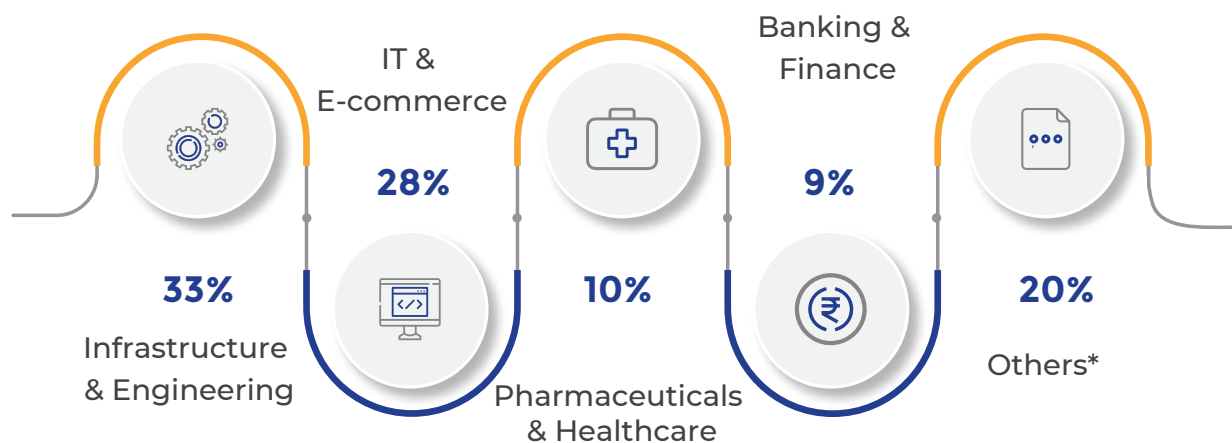 33%
Infrastructure
& Engineering
IT &
E-commerce
28%
</>
10%
Pharmaceuticals
& Healthcare
Banking &
Finance
9%
₹
20%
Others*